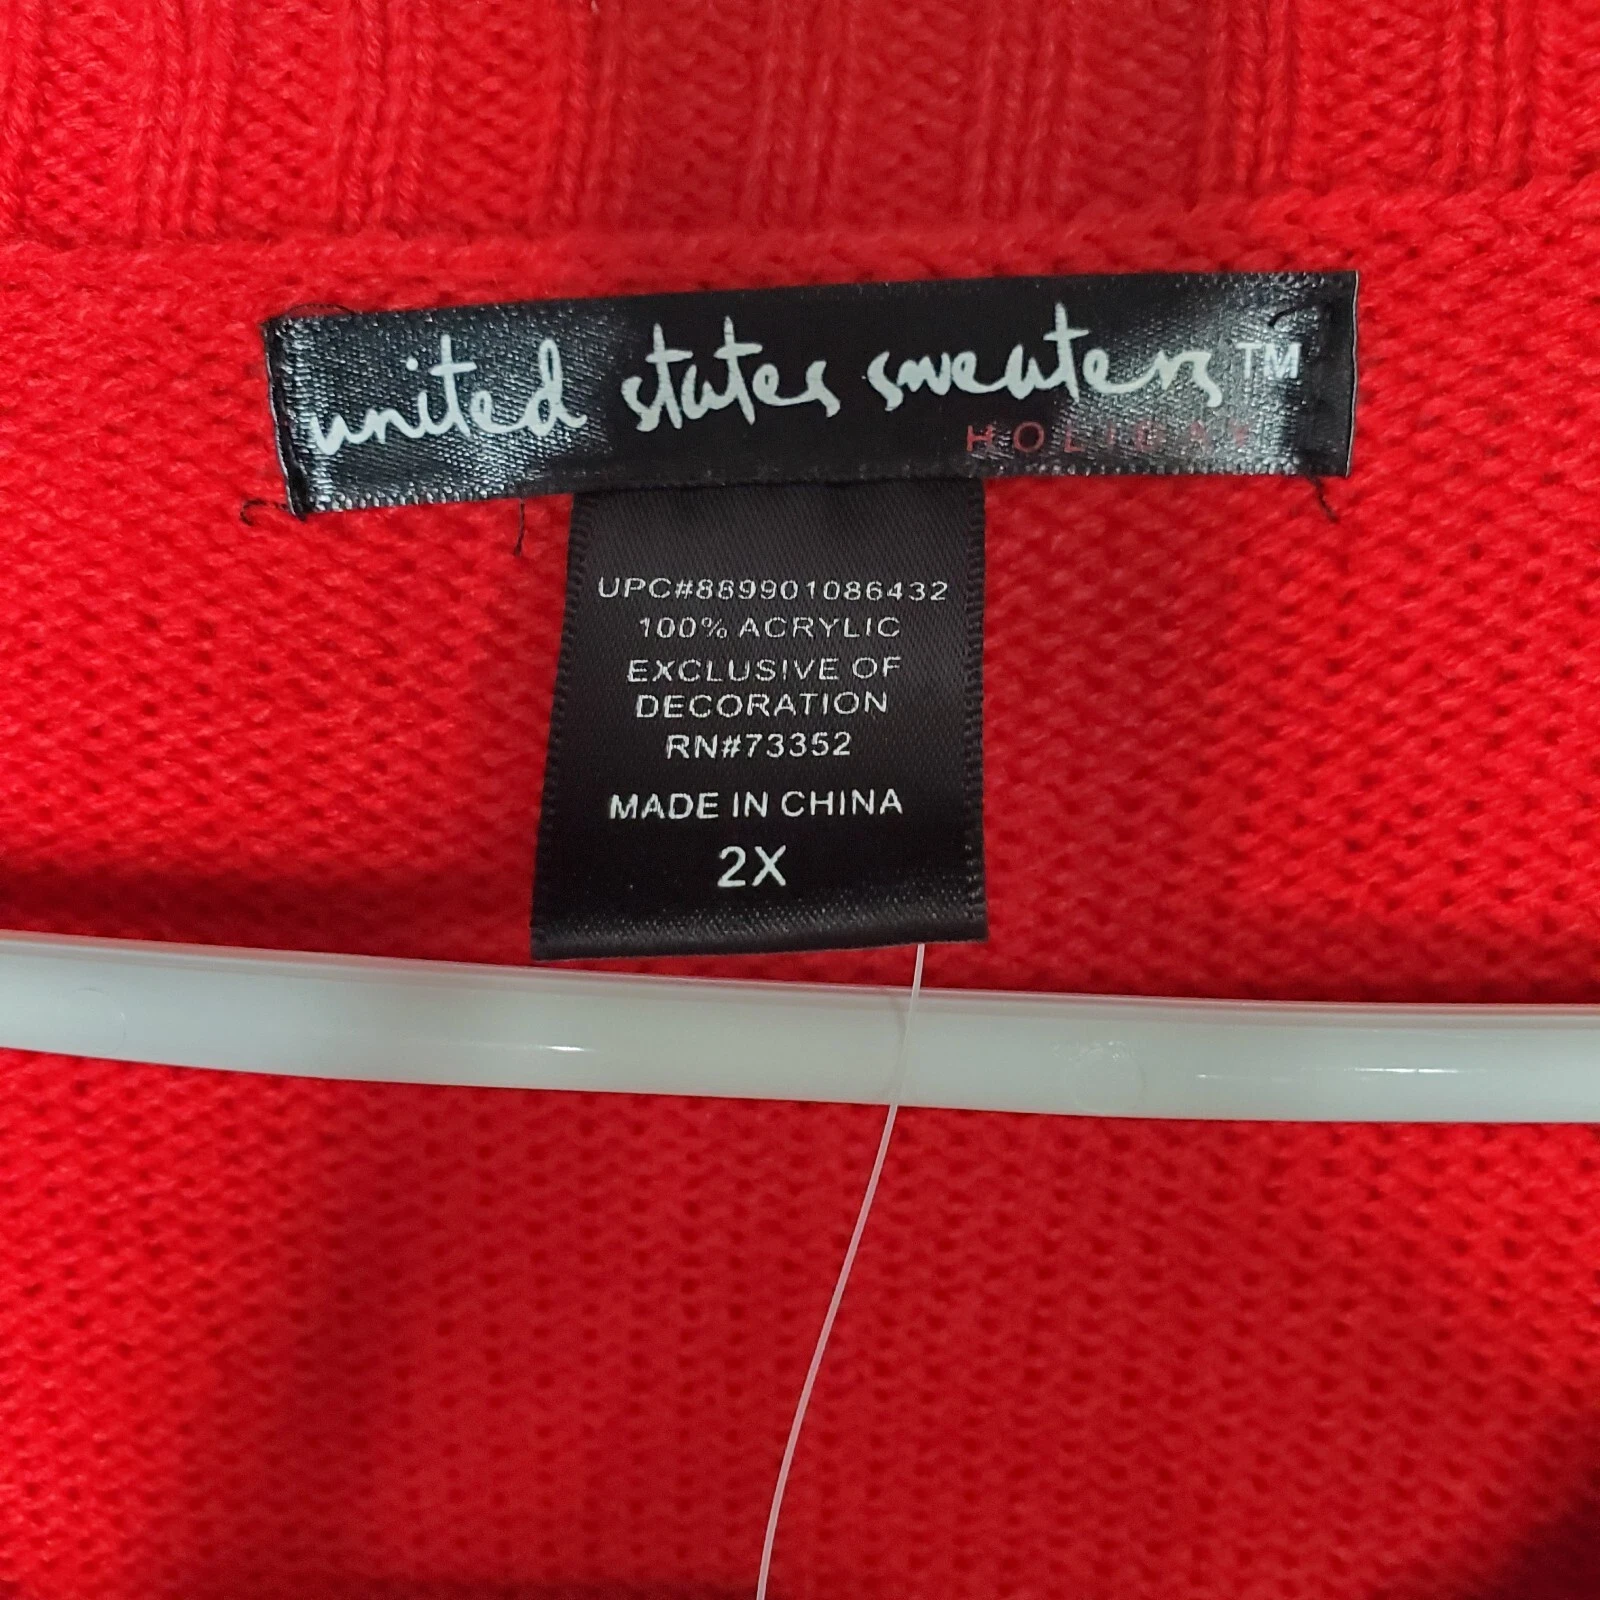 united states sweaters™
HOLIDAY
UPC#889901086432
100% ACRYLIC
EXCLUSIVE OF
DECORATION
RN#73352
MADE IN CHINA
2X